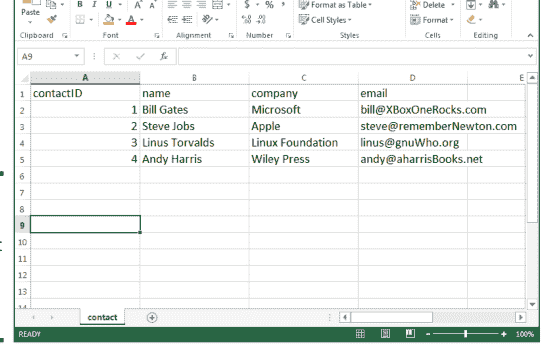 Paste B I U A A $ % , Format as Table Delete
Cell Styles Format
Clipboard Font Alignment Number Styles Cells Editing
A9 fx
A B C D E
1 contactID name company email
2 1 Bill Gates Microsoft bill@XBoxOneRocks.com
3 2 Steve Jobs Apple steve@rememberNewton.com
4 3 Linus Torvalds Linux Foundation linus@gnuWho.org
5 4 Andy Harris Wiley Press andy@aharrisBooks.net
6
7
8
9
10
11
12
13
14
contact
READY 100%